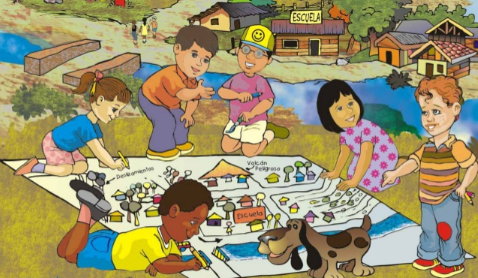 ESCUELA
Volcán
Peligroso
Deslizamientos
Escuela